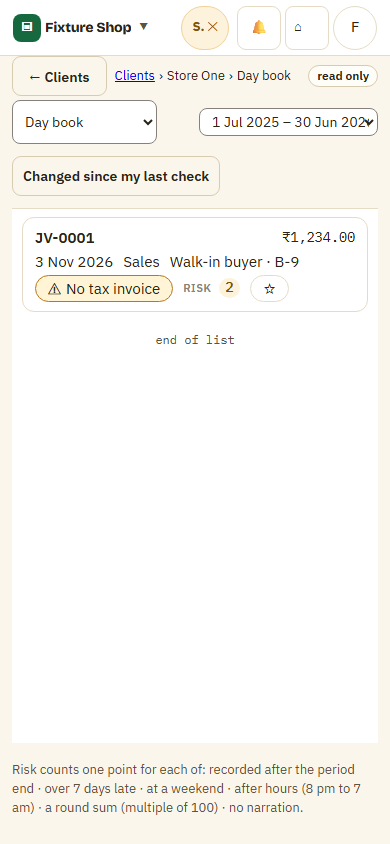 Fixture Shop ▼ S. × F
← Clients Clients › Store One › Day book read only
Day book 1 Jul 2025 – 30 Jun 202
Changed since my last check
JV-0001 ₹1,234.00
3 Nov 2026 Sales Walk-in buyer · B-9
⚠ No tax invoice RISK 2 ☆
end of list
Risk counts one point for each of: recorded after the period
end · over 7 days late · at a weekend · after hours (8 pm to 7
am) · a round sum (multiple of 100) · no narration.